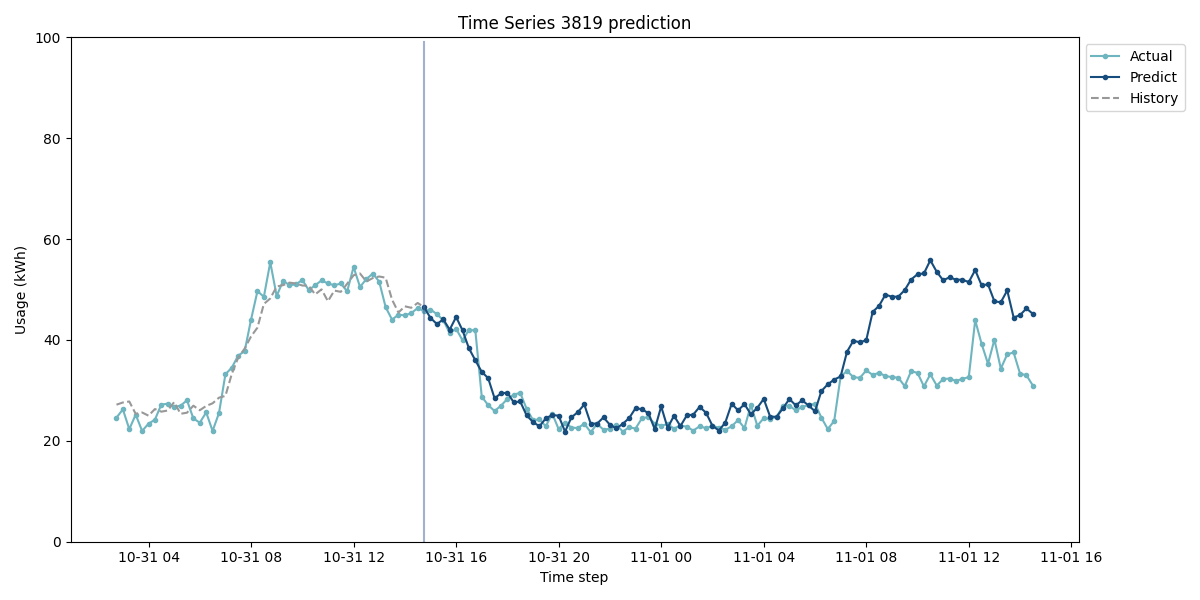 Time Series 3819 prediction
100
80
60
40
20
0
Usage (kWh)
10-31 04
10-31 08
10-31 12
10-31 16
10-31 20
11-01 00
11-01 04
11-01 08
11-01 12
11-01 16
Time step
Actual
Predict
History